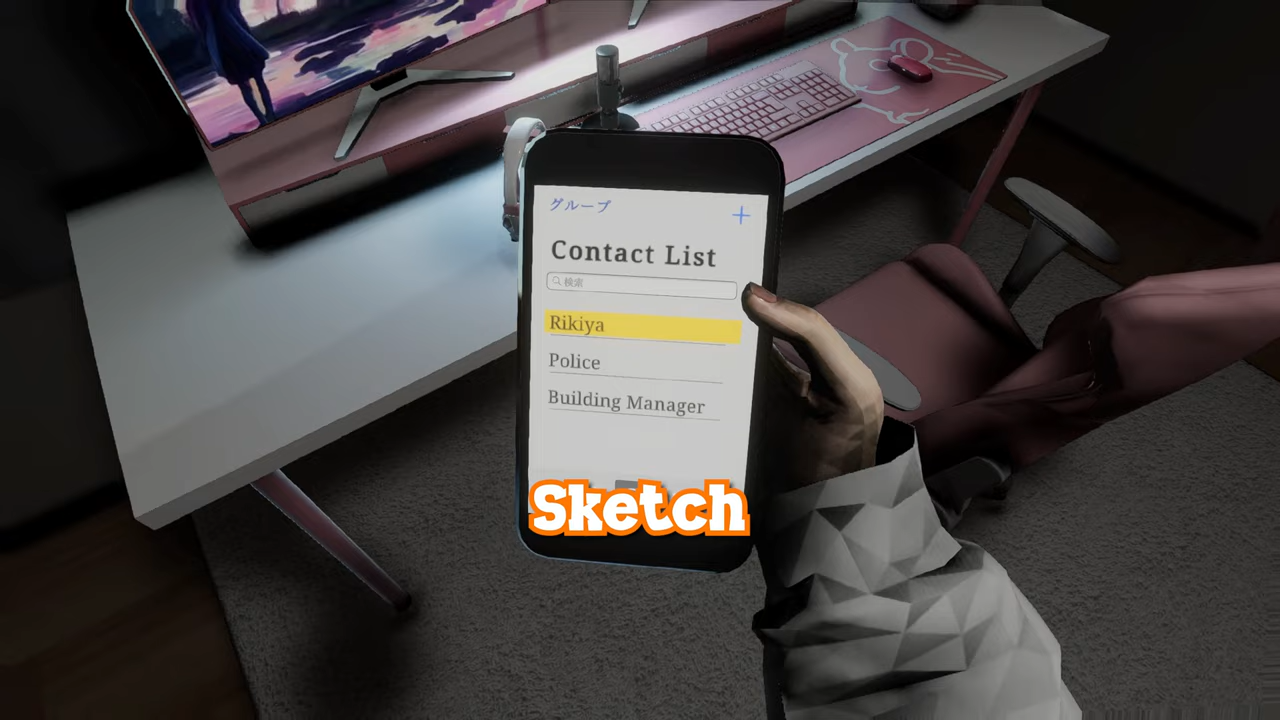 グループ
+
Contact List
検索
Rikiya
Police
Building Manager
Sketch